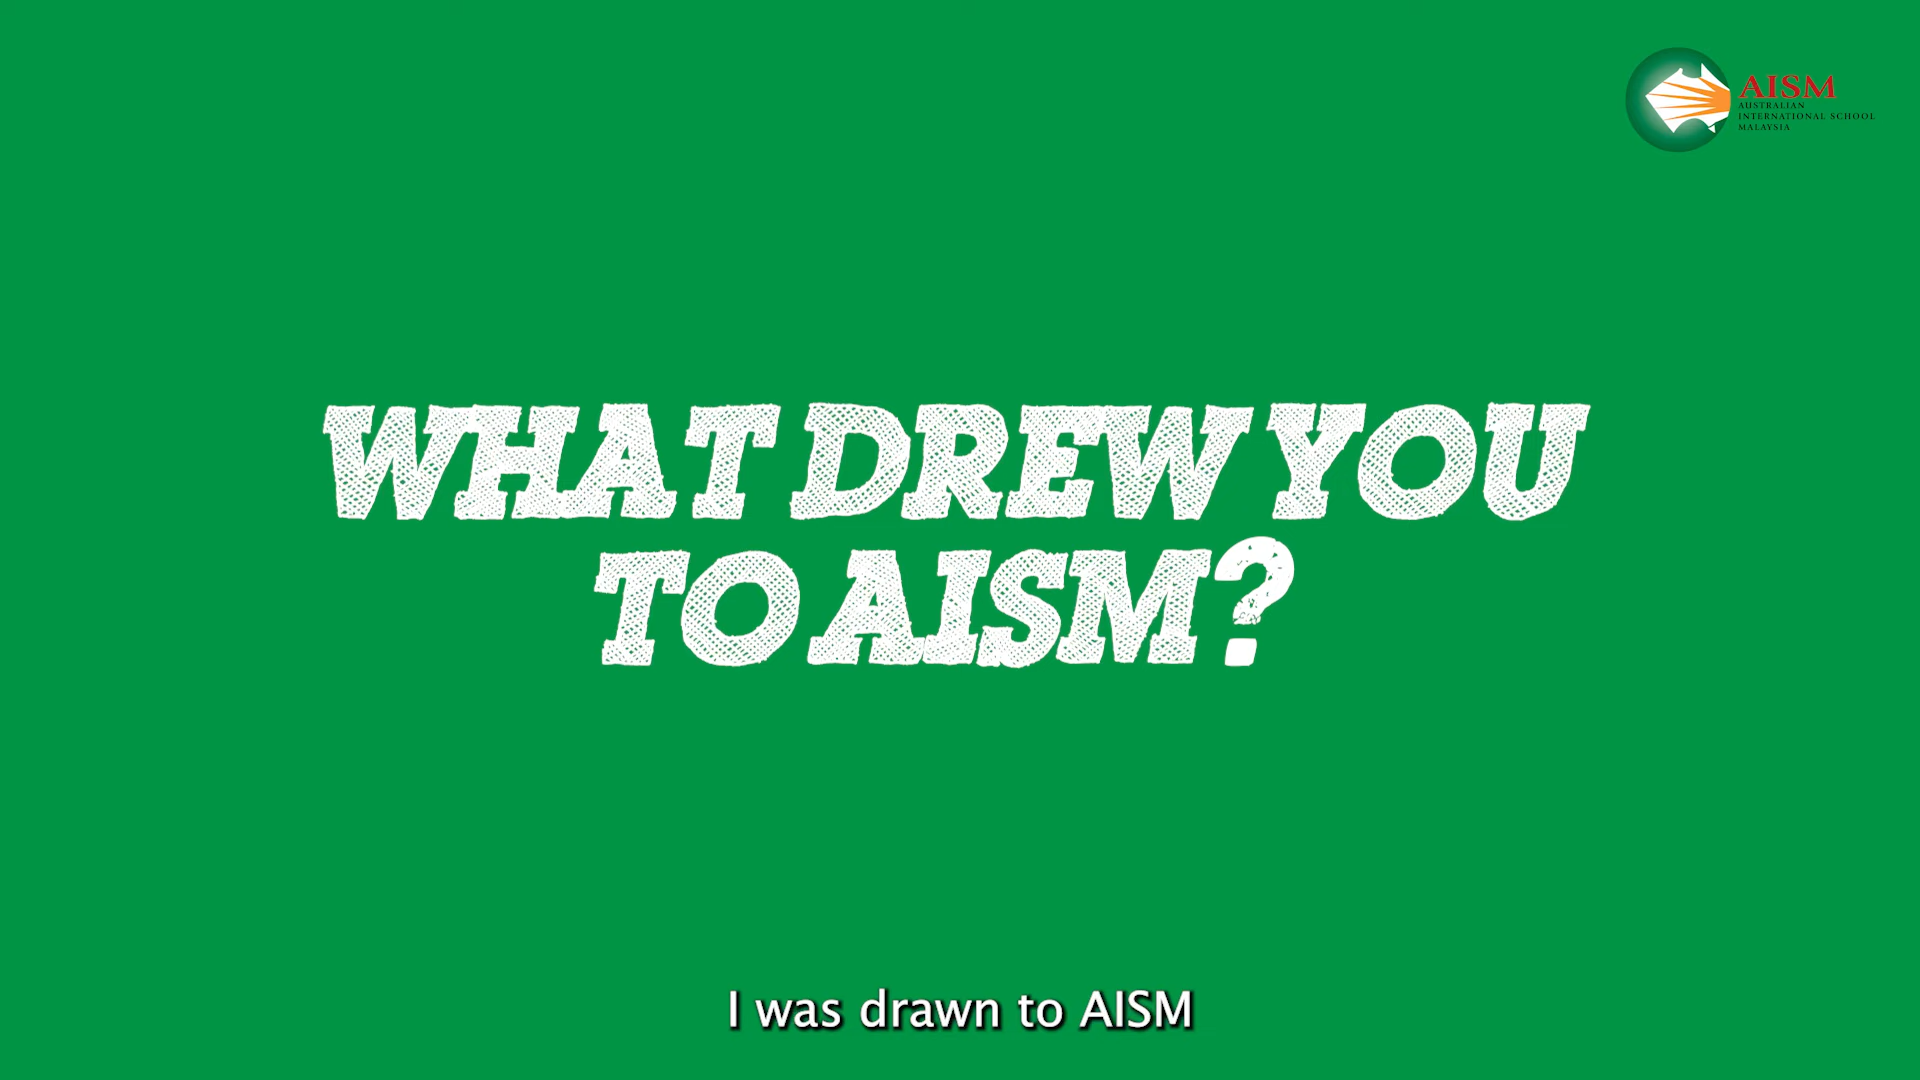 AISM
AUSTRALIAN
INTERNATIONAL SCHOOL
MALAYSIA
WHAT DREW YOU
TO AISM?
I was drawn to AISM